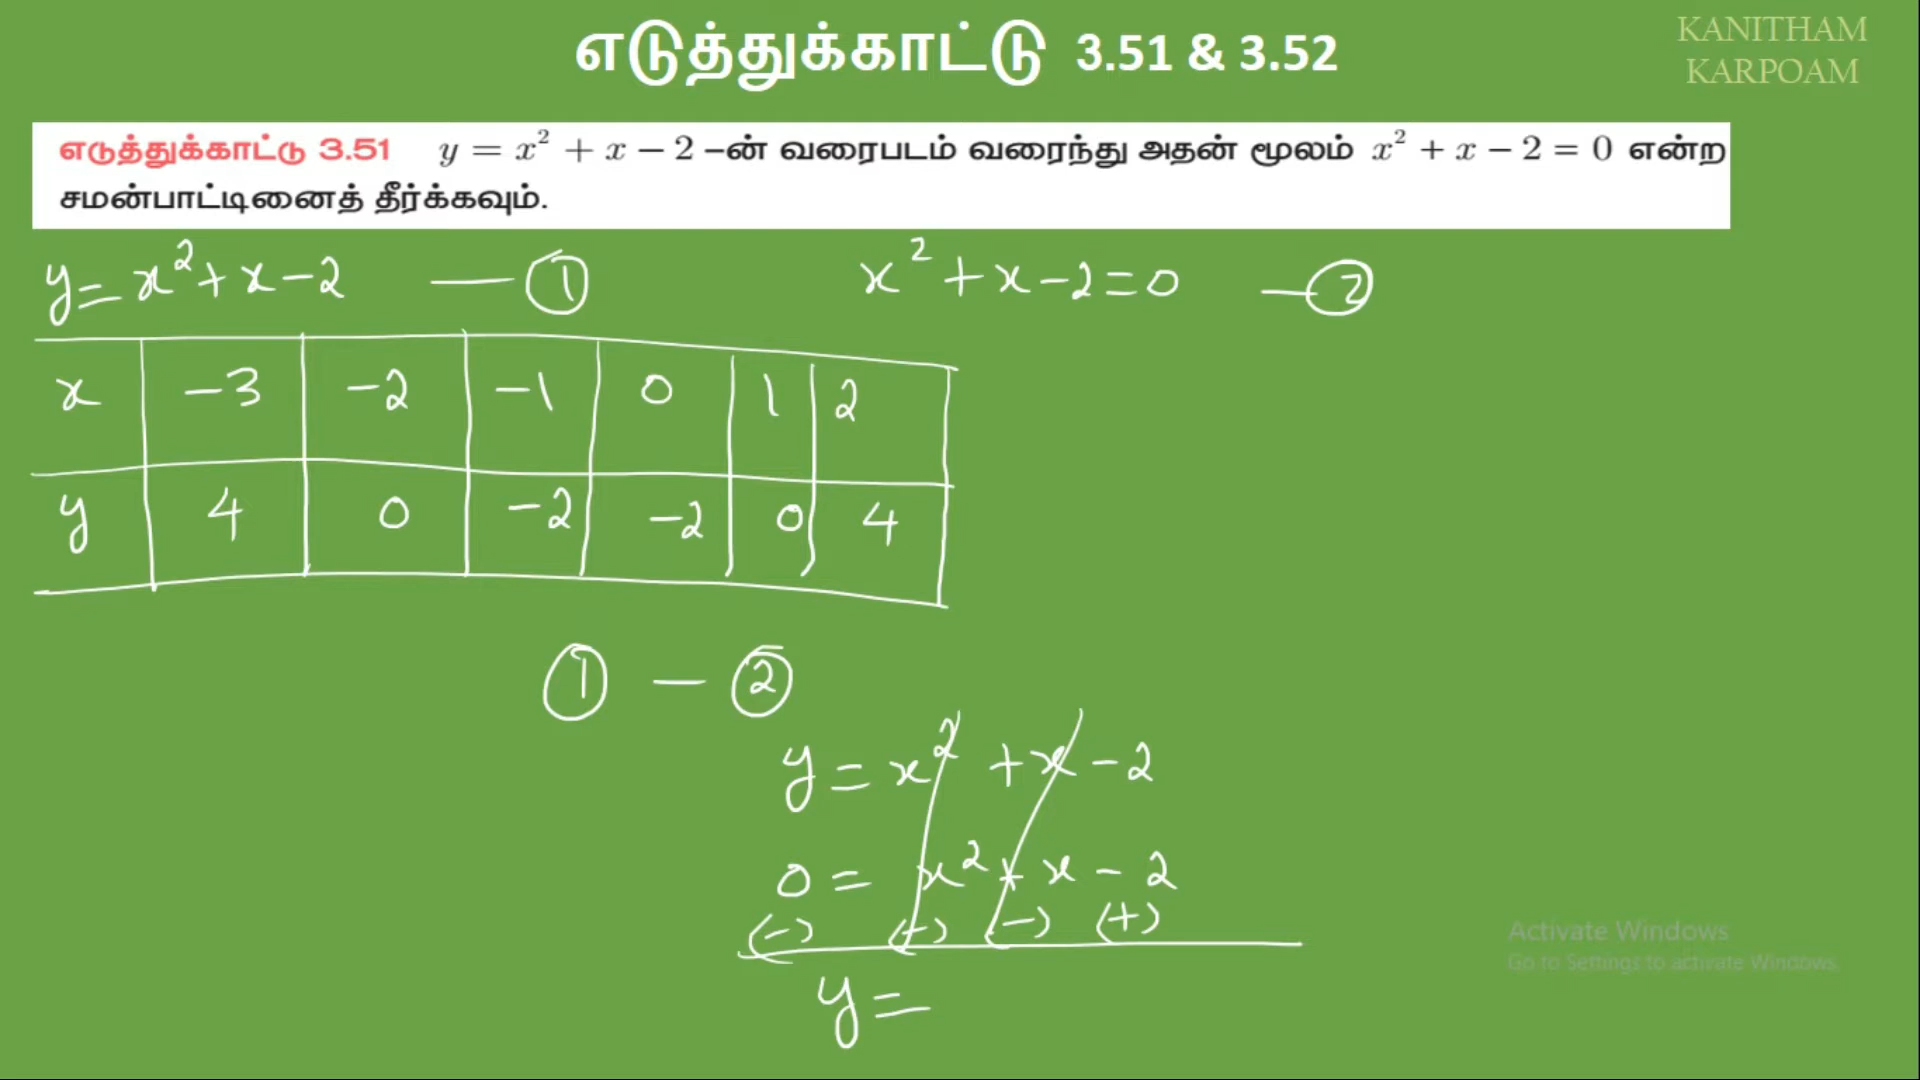 எடுத்துக்காட்டு 3.51 & 3.52
KANITHAM
KARPOAM
எடுத்துக்காட்டு 3.51 y = x² + x − 2 –ன் வரைபடம் வரைந்து அதன் மூலம் x² + x − 2 = 0 என்ற
சமன்பாட்டினைத் தீர்க்கவும்.
y = x² + x − 2 — ①
x² + x − 2 = 0 — ②
x −3 −2 −1 0 1 2
y 4 0 −2 −2 0 4
① − ②
y = x² + x − 2
0 = x² + x − 2
(−) (−) (−) (+)
y =
Activate Windows
Go to Settings to activate Windows.